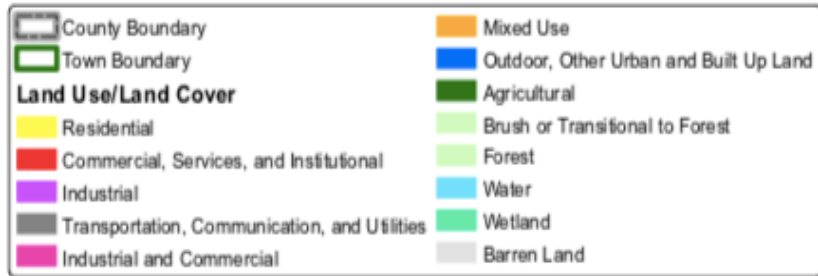 County Boundary
Town Boundary
Land Use/Land Cover
Residential
Commercial, Services, and Institutional
Industrial
Transportation, Communication, and Utilities
Industrial and Commercial
Mixed Use
Outdoor, Other Urban and Built Up Land
Agricultural
Brush or Transitional to Forest
Forest
Water
Wetland
Barren Land